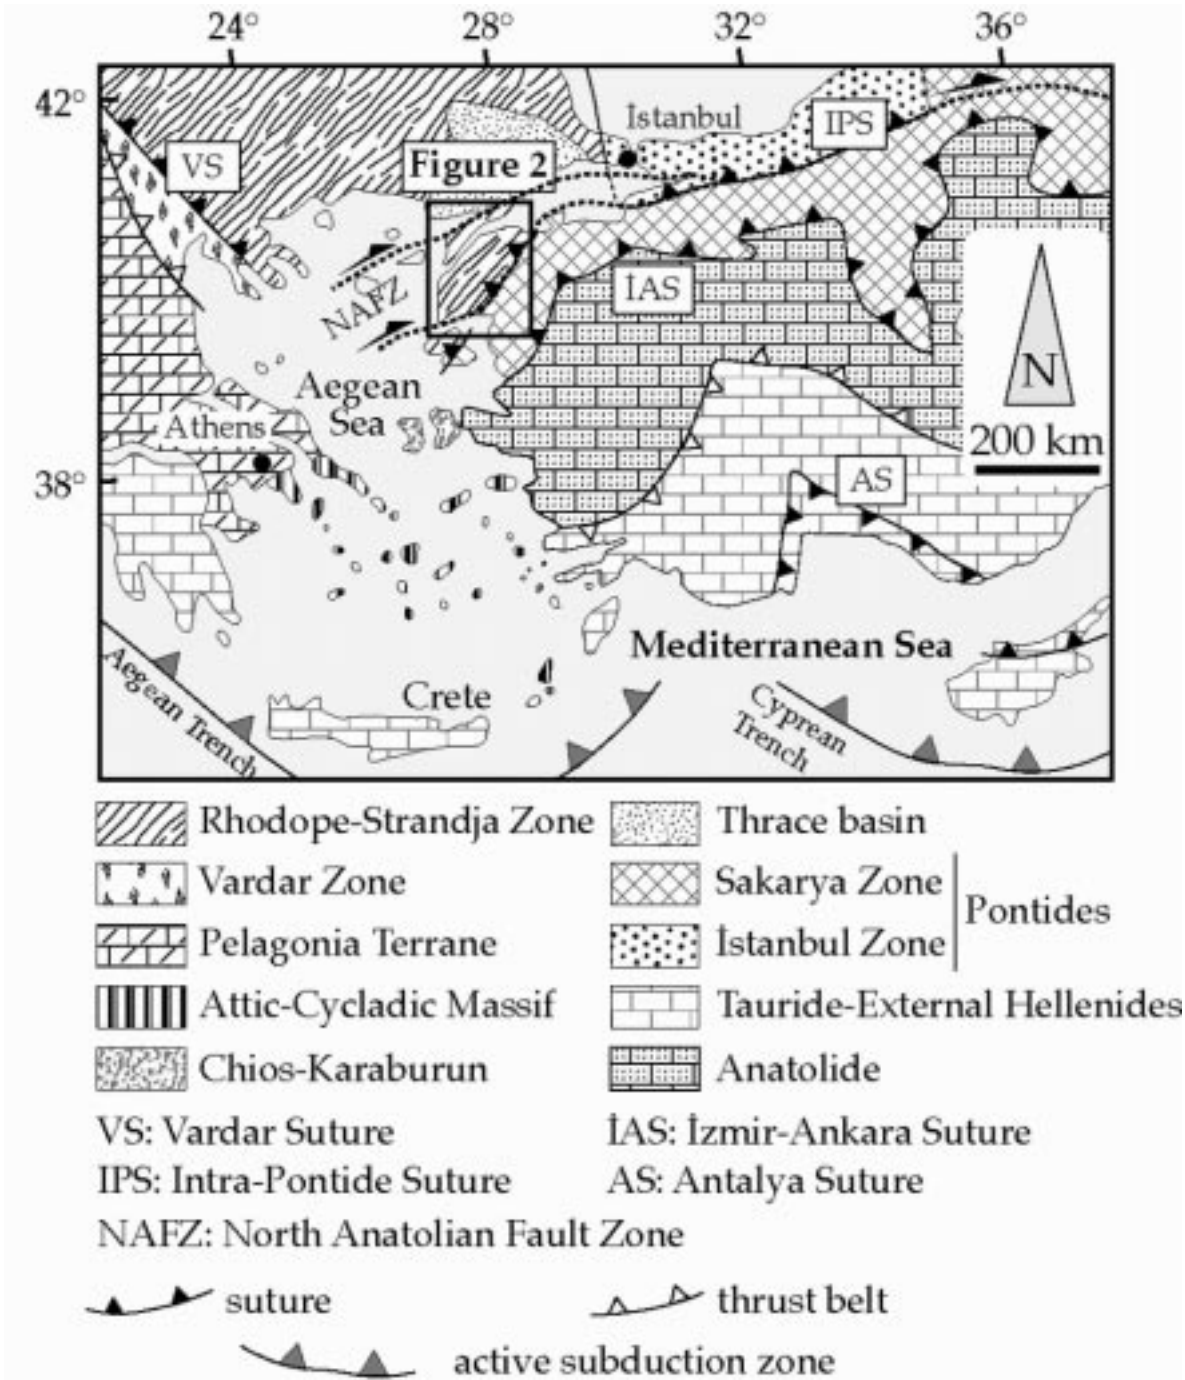 24° 28° 32° 36°
42°
İstanbul
IPS
VS
Figure 2
NAFZ
İAS
N
Aegean
Sea
Athens
200 km
38°
AS
Mediterranean Sea
Aegean Trench
Crete
Cyprean
Trench
Rhodope-Strandja Zone
Thrace basin
Vardar Zone
Sakarya Zone
Pontides
Pelagonia Terrane
İstanbul Zone
Attic-Cycladic Massif
Tauride-External Hellenides
Chios-Karaburun
Anatolide
VS: Vardar Suture
İAS: İzmir-Ankara Suture
IPS: Intra-Pontide Suture
AS: Antalya Suture
NAFZ: North Anatolian Fault Zone
suture
thrust belt
active subduction zone